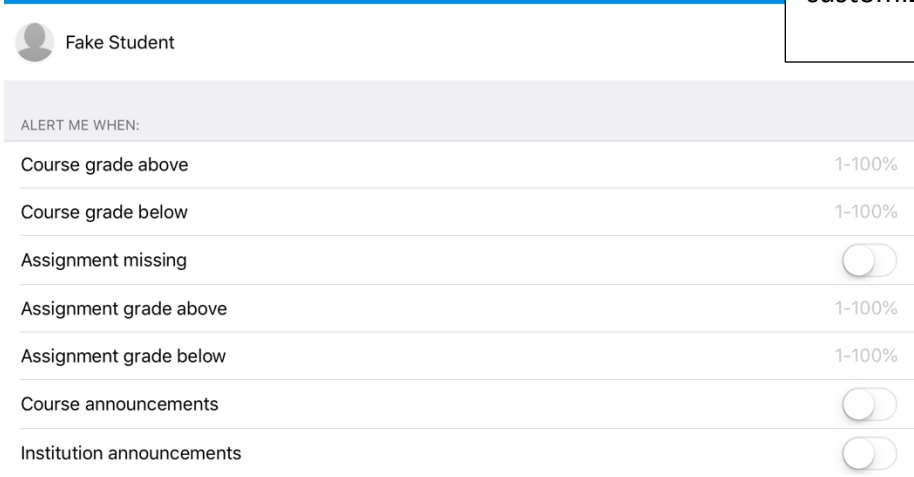 Fake Student
ALERT ME WHEN:
Course grade above 1-100%
Course grade below 1-100%
Assignment missing
Assignment grade above 1-100%
Assignment grade below 1-100%
Course announcements
Institution announcements